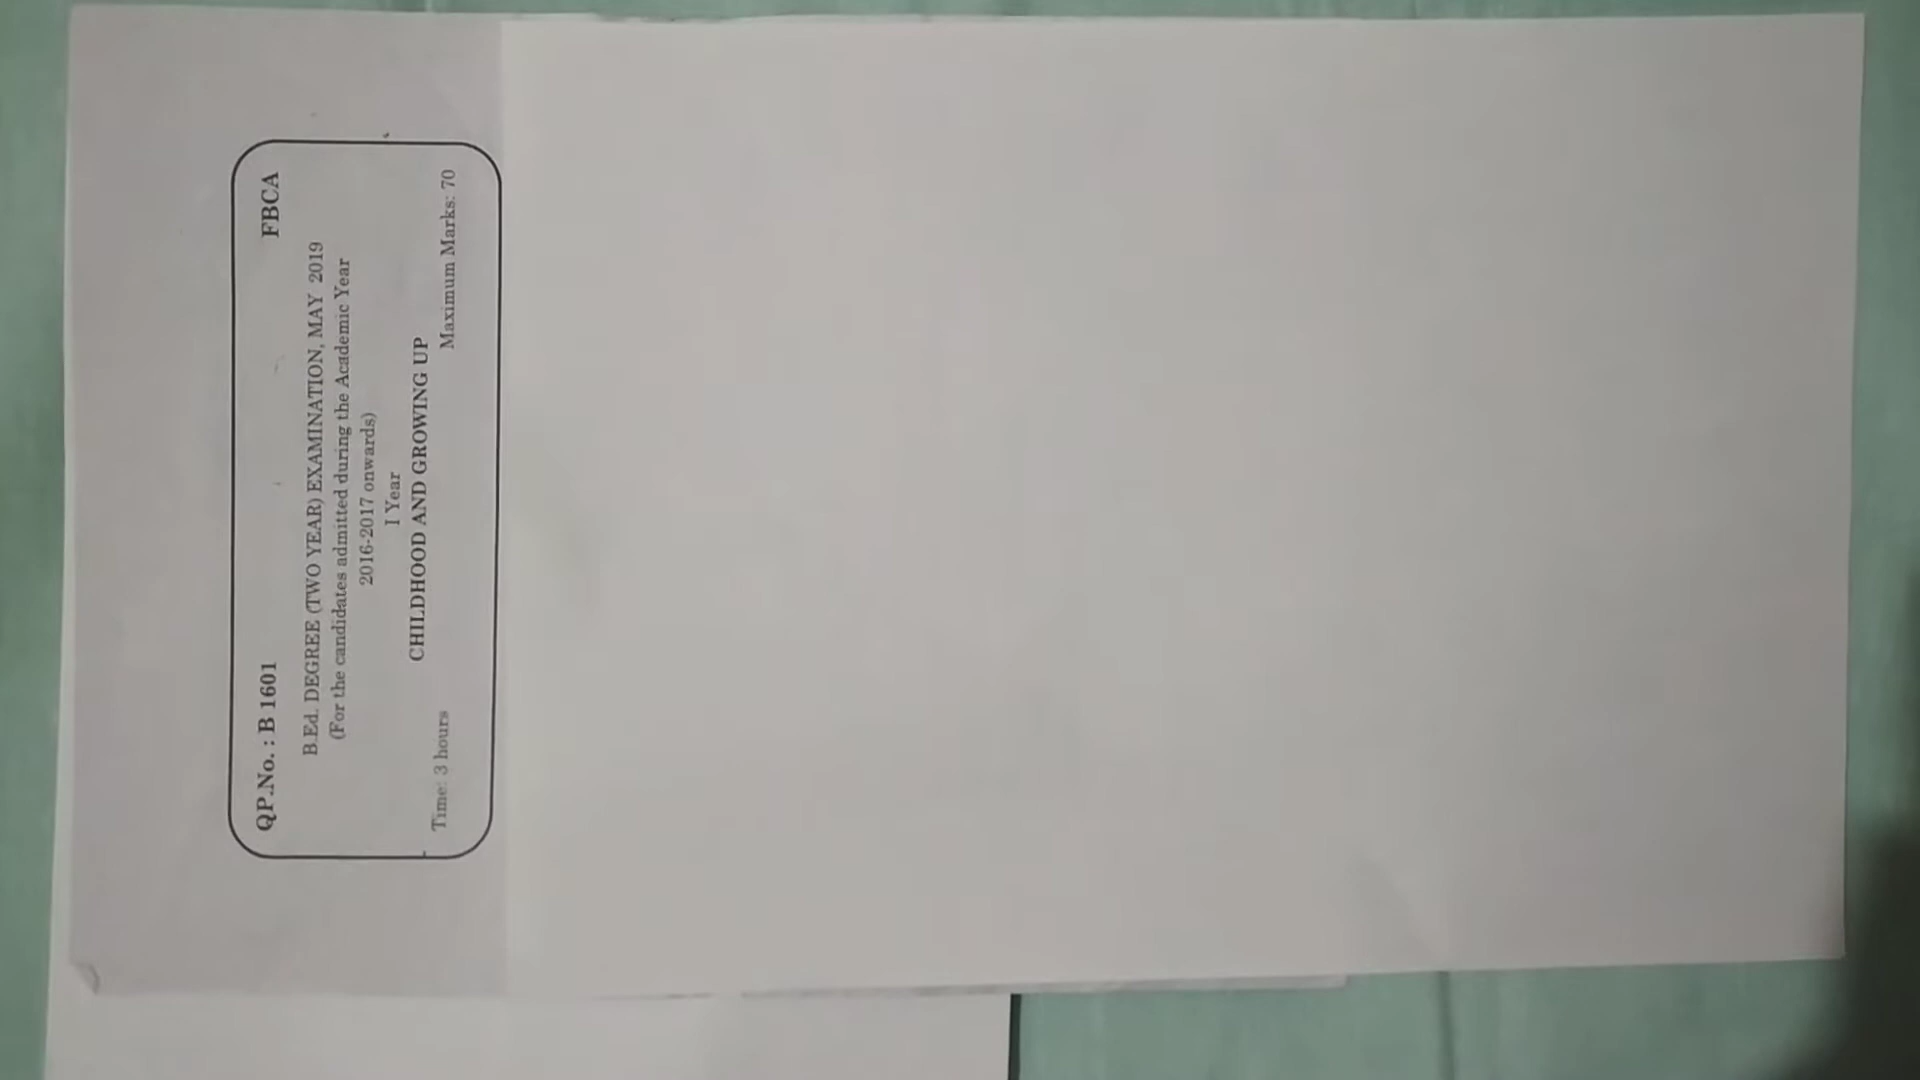 QP.No. : B 1601 FBCA
B.Ed. DEGREE (TWO YEAR) EXAMINATION, MAY 2019
(For the candidates admitted during the Academic Year
2016-2017 onwards)
I Year
CHILDHOOD AND GROWING UP
Time: 3 hours Maximum Marks: 70